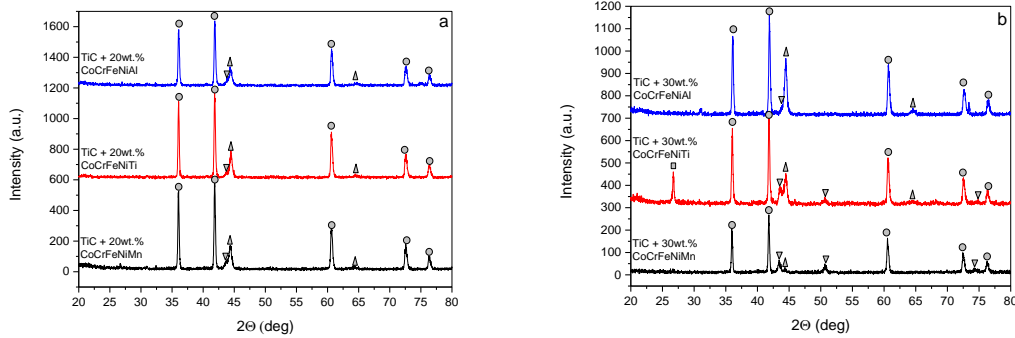 a
1600
1400
1200
1000
800
600
400
200
0
Intensity (a.u.)
TiC + 20wt.%
CoCrFeNiAl
TiC + 20wt.%
CoCrFeNiTi
TiC + 20wt.%
CoCrFeNiMn
20 25 30 35 40 45 50 55 60 65 70 75 80
2Θ (deg)
b
1200
1100
1000
900
800
700
600
500
400
300
250
200
150
100
50
0
Intensity (a.u.)
TiC + 30wt.%
CoCrFeNiAl
TiC + 30wt.%
CoCrFeNiTi
TiC + 30wt.%
CoCrFeNiMn
20 25 30 35 40 45 50 55 60 65 70 75 80
2Θ (deg)